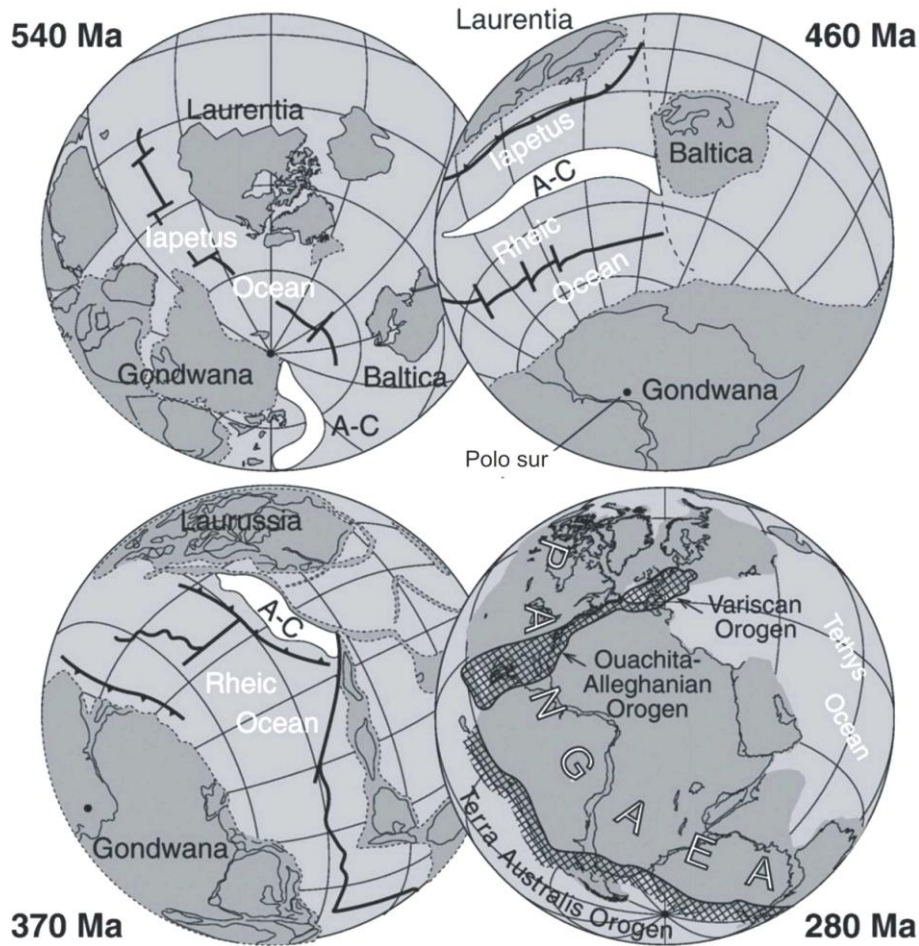 540 Ma
Laurentia
Iapetus
Ocean
Gondwana
Baltica
A-C
Laurentia
460 Ma
Iapetus
Baltica
A-C
Rheic
Ocean
Gondwana
Polo sur
Laurussia
A-C
Rheic
Ocean
Gondwana
370 Ma
PANGAEA
Variscan
Orogen
Ouachita-
Alleghanian
Orogen
Tethys
Ocean
Terra Australis Orogen
280 Ma